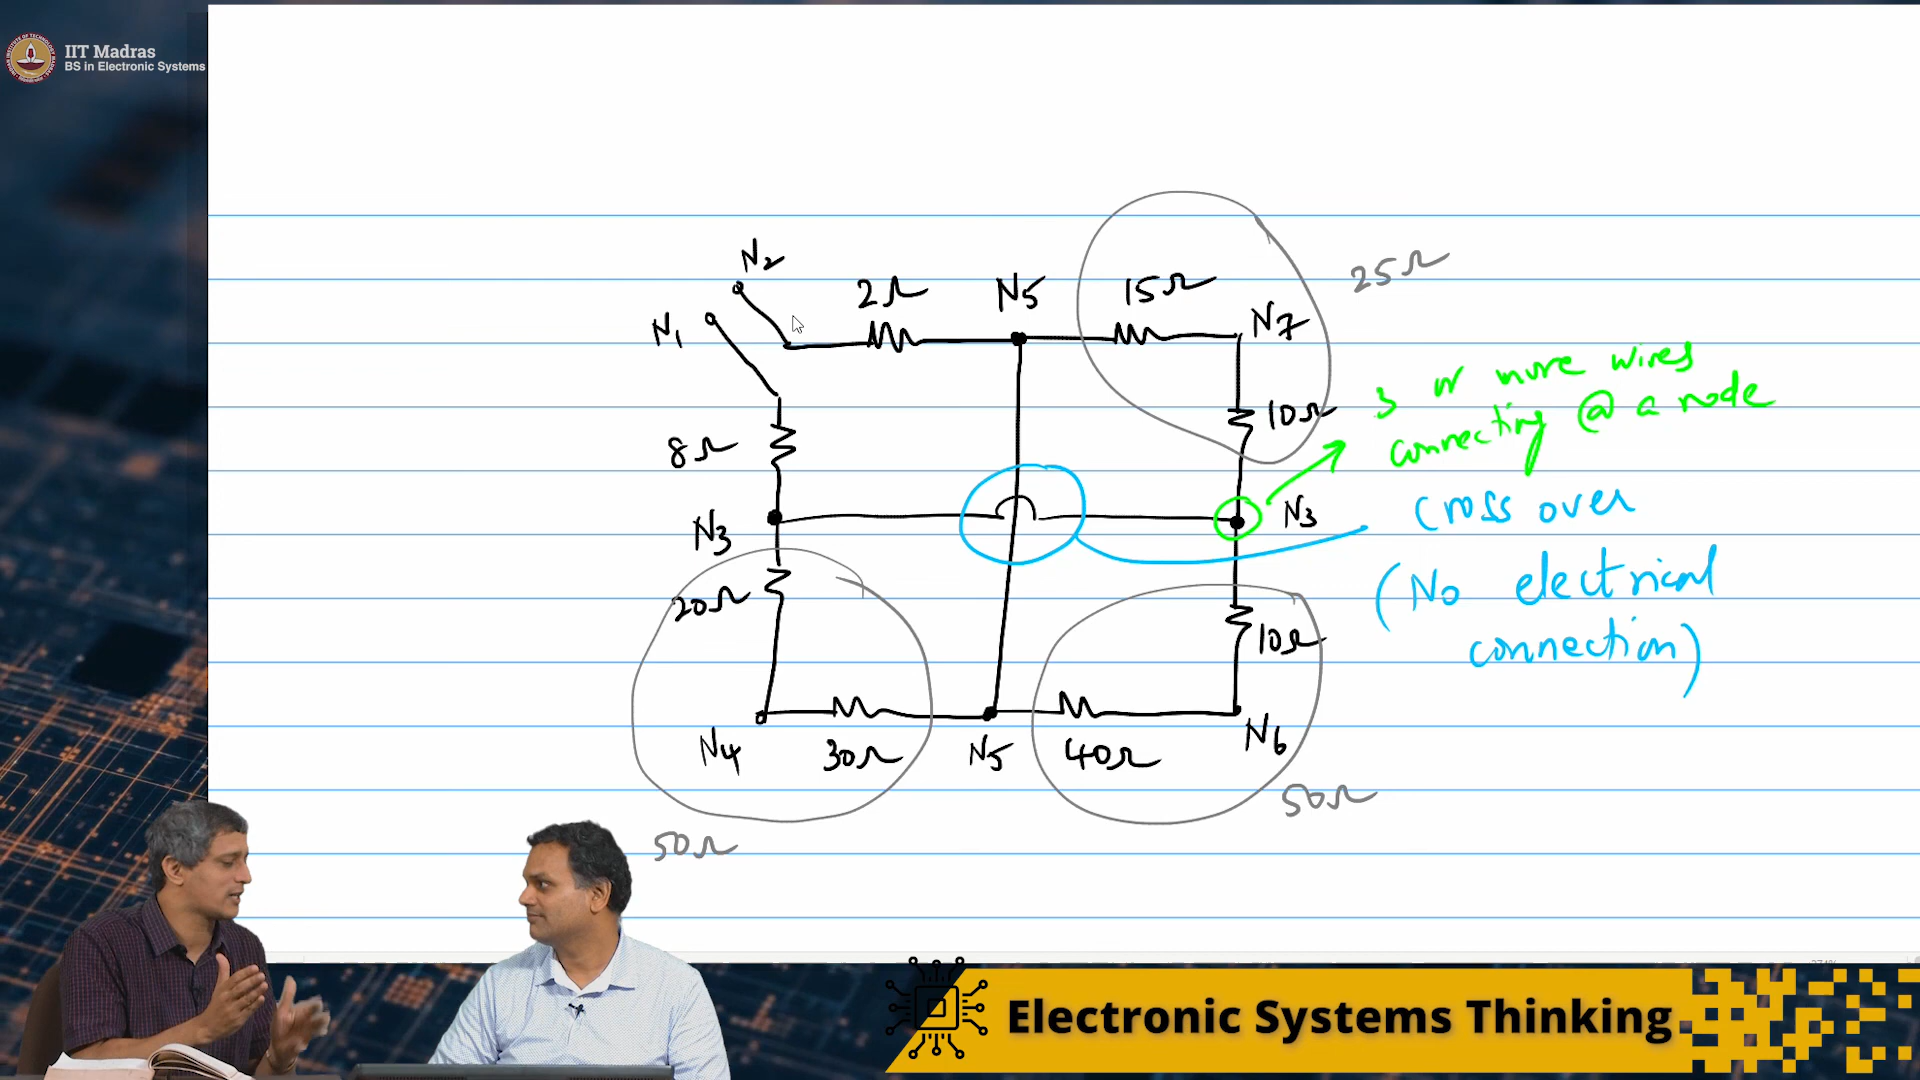 IIT Madras
BS in Electronic Systems
N2
2Ω
N5
15Ω
25Ω
N1
N7
3 or more wires
connecting @ a node
10Ω
8Ω
N3
N3
Cross over
(No electrical
connection)
20Ω
10Ω
N4
30Ω
N5
40Ω
N6
50Ω
50Ω
Electronic Systems Thinking